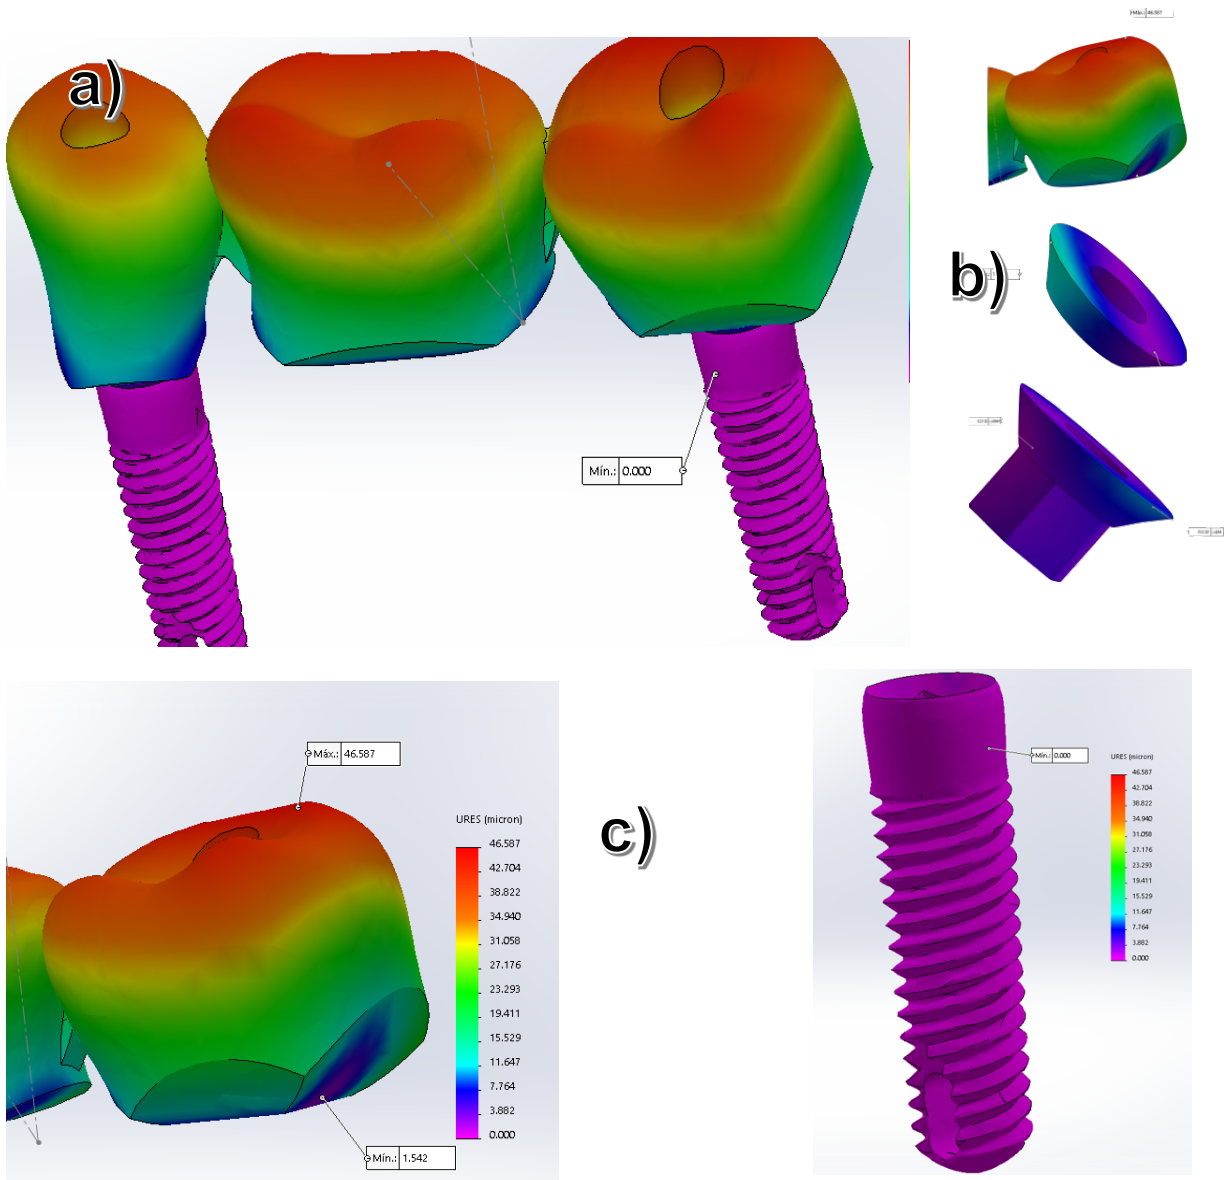 a)
Mín.: 0.000
Máx.: 46.587
b)
Máx.: 46.587
URES (micron)
46.587
42.704
38.822
34.940
31.058
27.176
23.293
19.411
15.529
11.647
7.764
3.882
0.000
Mín.: 1.542
c)
Mín.: 0.000
URES (micron)
46.587
42.704
38.822
34.940
31.058
27.176
23.293
19.411
15.529
11.647
7.764
3.882
0.000